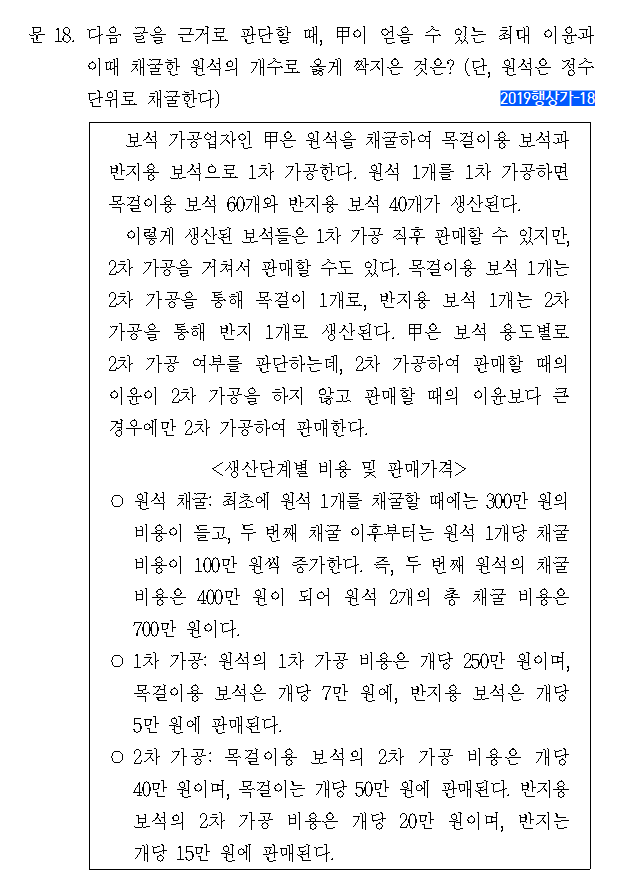 문 18. 다음 글을 근거로 판단할 때, 甲이 얻을 수 있는 최대 이윤과
이때 채굴한 원석의 개수로 옳게 짝지은 것은? (단, 원석은 정수
단위로 채굴한다)
2019행상가-18
보석 가공업자인 甲은 원석을 채굴하여 목걸이용 보석과
반지용 보석으로 1차 가공한다. 원석 1개를 1차 가공하면
목걸이용 보석 60개와 반지용 보석 40개가 생산된다.
이렇게 생산된 보석들은 1차 가공 직후 판매할 수 있지만,
2차 가공을 거쳐서 판매할 수도 있다. 목걸이용 보석 1개는
2차 가공을 통해 목걸이 1개로, 반지용 보석 1개는 2차
가공을 통해 반지 1개로 생산된다. 甲은 보석 용도별로
2차 가공 여부를 판단하는데, 2차 가공하여 판매할 때의
이윤이 2차 가공을 하지 않고 판매할 때의 이윤보다 큰
경우에만 2차 가공하여 판매한다.
<생산단계별 비용 및 판매가격>
○ 원석 채굴: 최초에 원석 1개를 채굴할 때에는 300만 원의
비용이 들고, 두 번째 채굴 이후부터는 원석 1개당 채굴
비용이 100만 원씩 증가한다. 즉, 두 번째 원석의 채굴
비용은 400만 원이 되어 원석 2개의 총 채굴 비용은
700만 원이다.
○ 1차 가공: 원석의 1차 가공 비용은 개당 250만 원이며,
목걸이용 보석은 개당 7만 원에, 반지용 보석은 개당
5만 원에 판매된다.
○ 2차 가공: 목걸이용 보석의 2차 가공 비용은 개당
40만 원이며, 목걸이는 개당 50만 원에 판매된다. 반지용
보석의 2차 가공 비용은 개당 20만 원이며, 반지는
개당 15만 원에 판매된다.